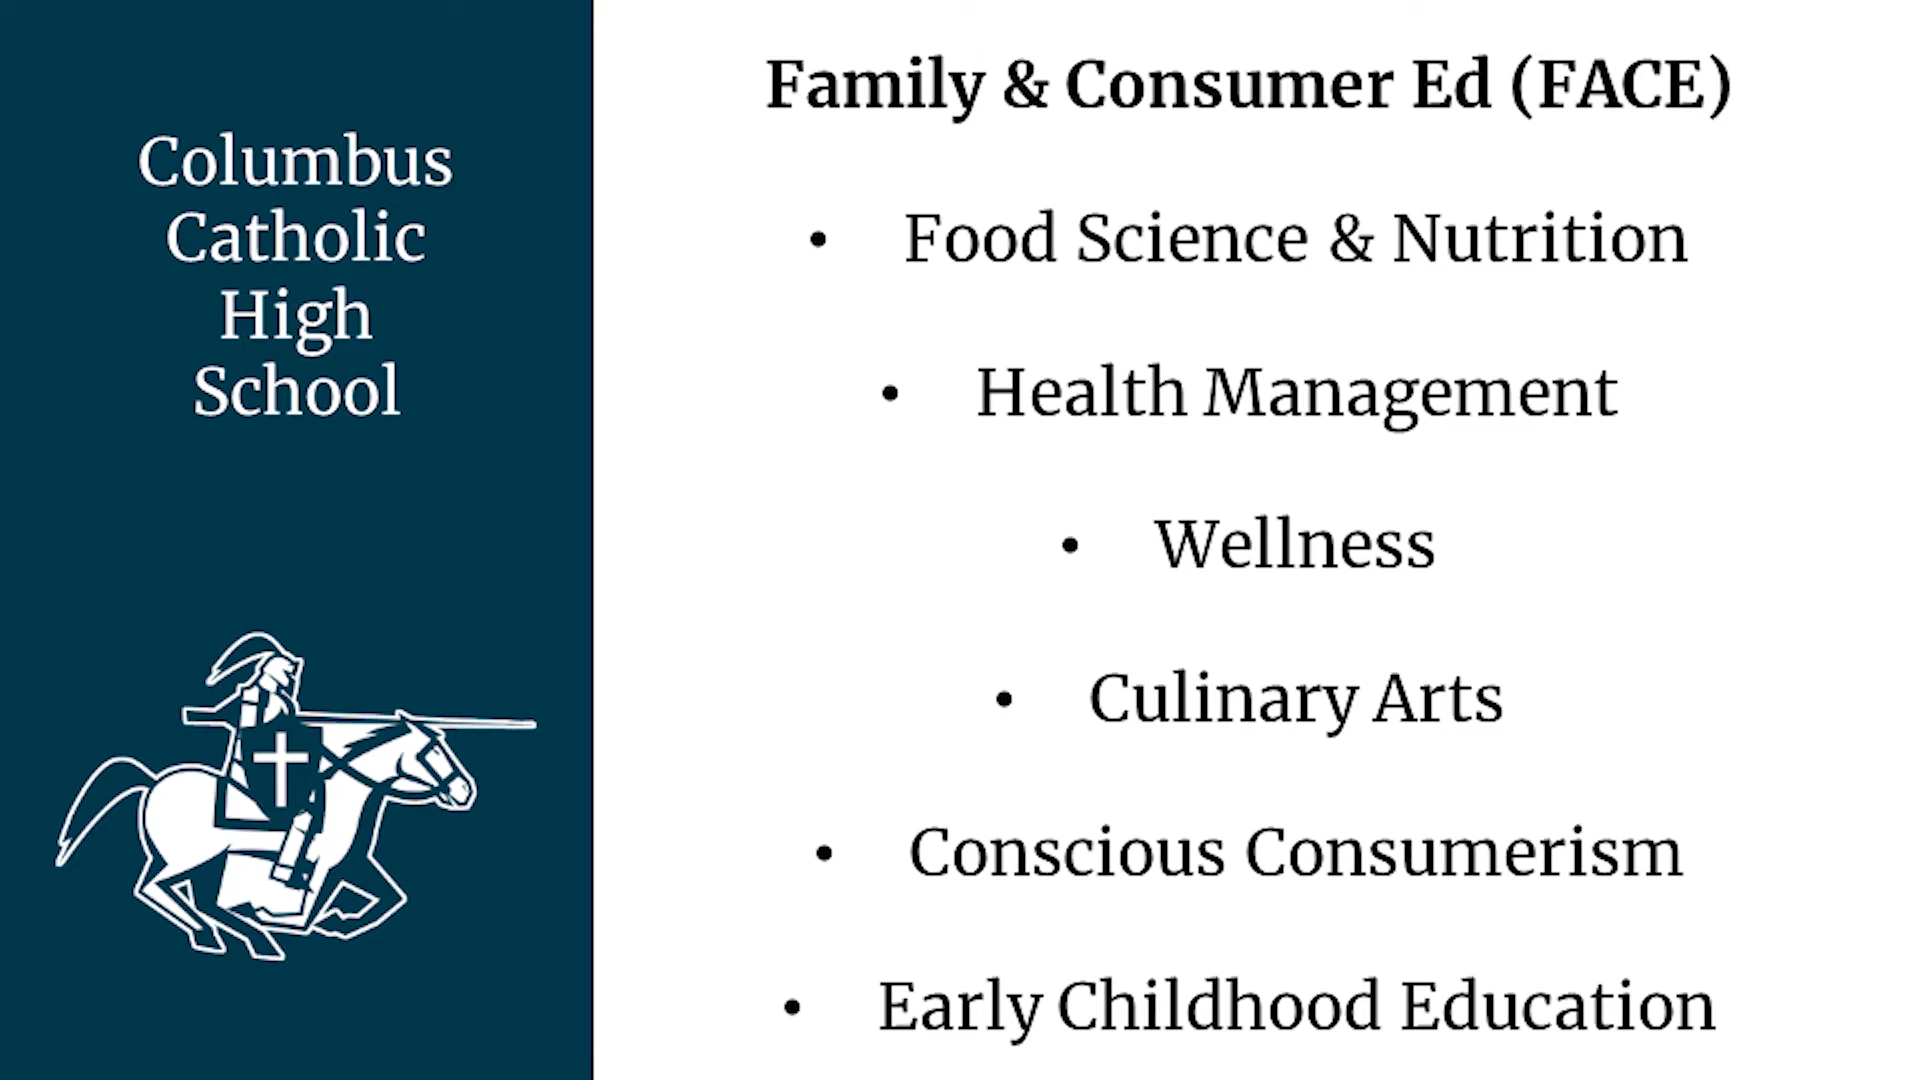 Columbus
Catholic
High
School
Family & Consumer Ed (FACE)
• Food Science & Nutrition
• Health Management
• Wellness
• Culinary Arts
• Conscious Consumerism
• Early Childhood Education